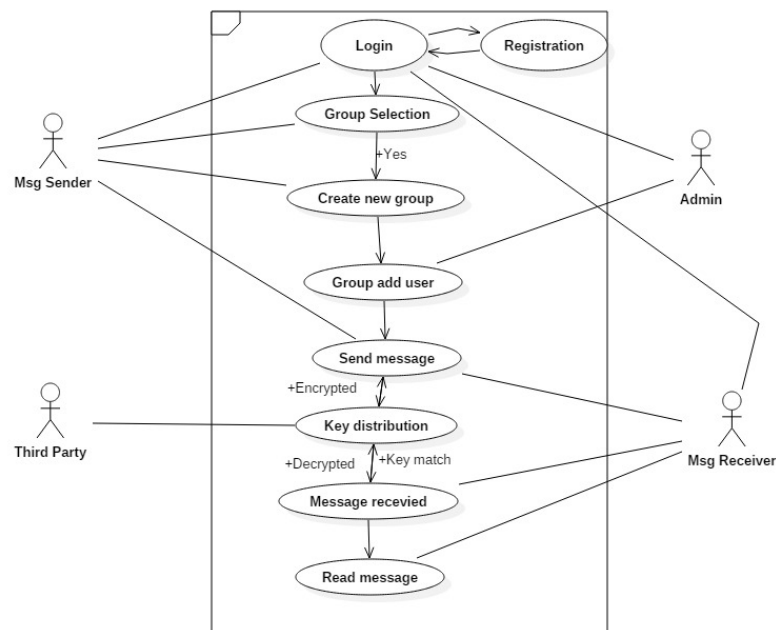 Login
Registration
Group Selection
+Yes
Msg Sender
Create new group
Admin
Group add user
Send message
+Encrypted
Key distribution
Third Party
+Decrypted
+Key match
Msg Receiver
Message recevied
Read message